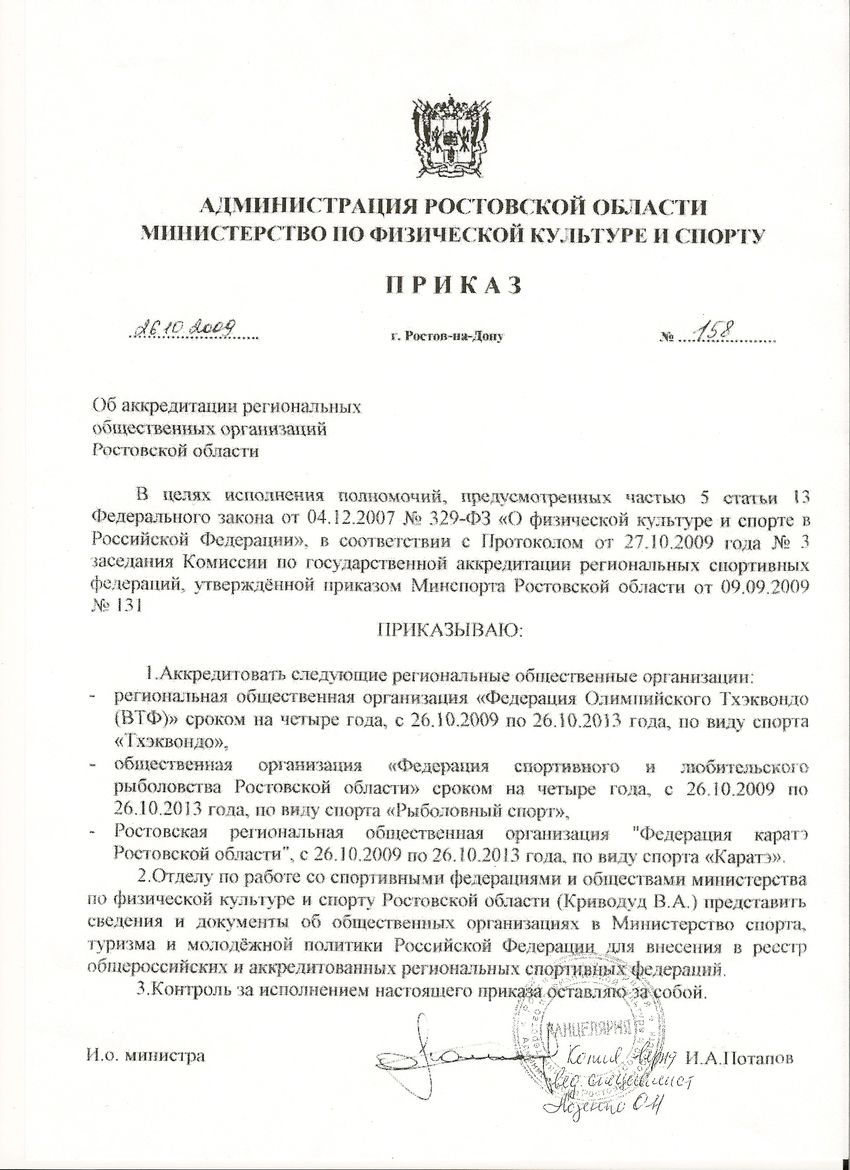 АДМИНИСТРАЦИЯ РОСТОВСКОЙ ОБЛАСТИ
МИНИСТЕРСТВО ПО ФИЗИЧЕСКОЙ КУЛЬТУРЕ И СПОРТУ
П Р И К А З
26.10.2009 г. Ростов-на-Дону № 158
Об аккредитации региональных
общественных организаций
Ростовской области
В целях исполнения полномочий, предусмотренных частью 5 статьи 13
Федерального закона от 04.12.2007 № 329-ФЗ «О физической культуре и спорте в
Российской Федерации», в соответствии с Протоколом от 27.10.2009 года № 3
заседания Комиссии по государственной аккредитации региональных спортивных
федераций, утверждённой приказом Минспорта Ростовской области от 09.09.2009
№ 131
ПРИКАЗЫВАЮ:
1.Аккредитовать следующие региональные общественные организации:
- региональная общественная организация «Федерация Олимпийского Тхэквондо
(ВТФ)» сроком на четыре года, с 26.10.2009 по 26.10.2013 года, по виду спорта
«Тхэквондо»,
- общественная организация «Федерация спортивного и любительского
рыболовства Ростовской области» сроком на четыре года, с 26.10.2009 по
26.10.2013 года, по виду спорта «Рыболовный спорт»,
- Ростовская региональная общественная организация "Федерация каратэ
Ростовской области", с 26.10.2009 по 26.10.2013 года, по виду спорта «Каратэ».
2.Отделу по работе со спортивными федерациями и обществами министерства
по физической культуре и спорту Ростовской области (Криводуд В.А.) представить
сведения и документы об общественных организациях в Министерство спорта,
туризма и молодёжной политики Российской Федерации для внесения в реестр
общероссийских и аккредитованных региональных спортивных федераций.
3.Контроль за исполнением настоящего приказа оставляю за собой.
КАНЦЕЛЯРИЯ
И.о. министра Копия верна И.А.Потапов
вед. специалист